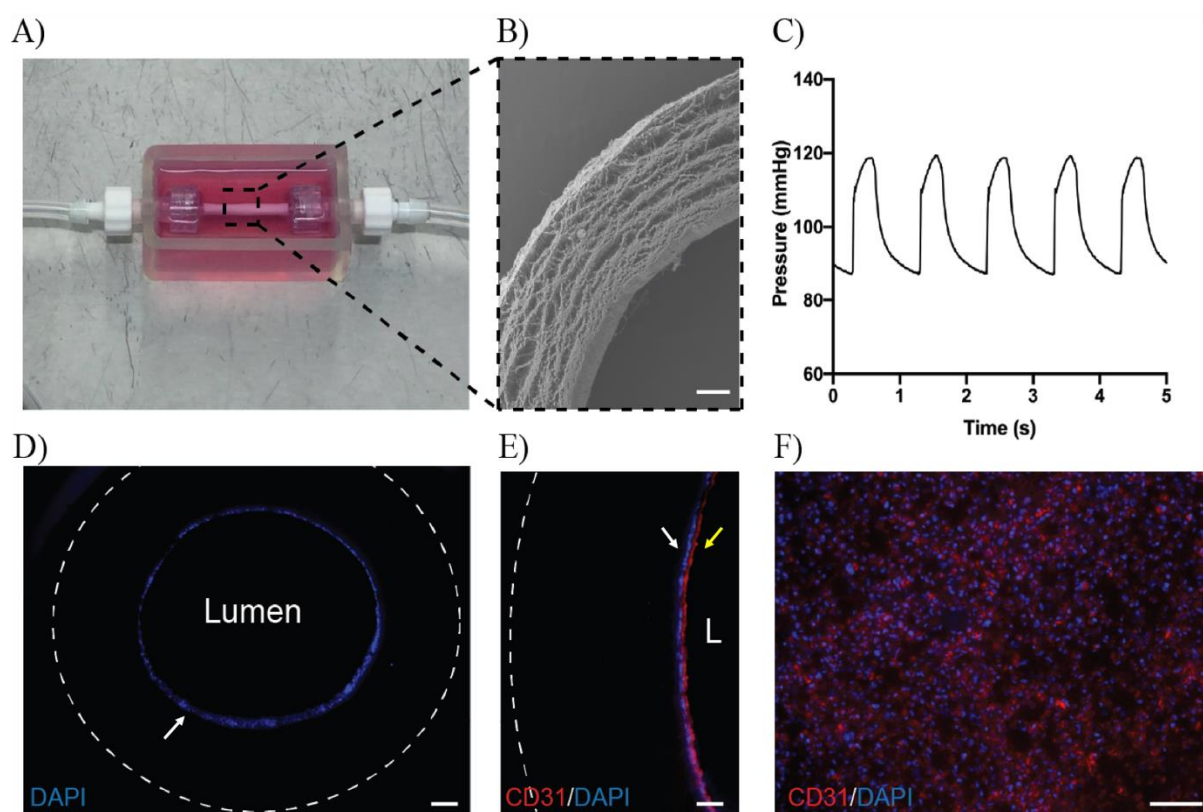 A)
B)
C)
140
120
100
80
60
Pressure (mmHg)
0 1 2 3 4 5
Time (s)
D)
Lumen
DAPI
E)
L
CD31/DAPI
F)
CD31/DAPI